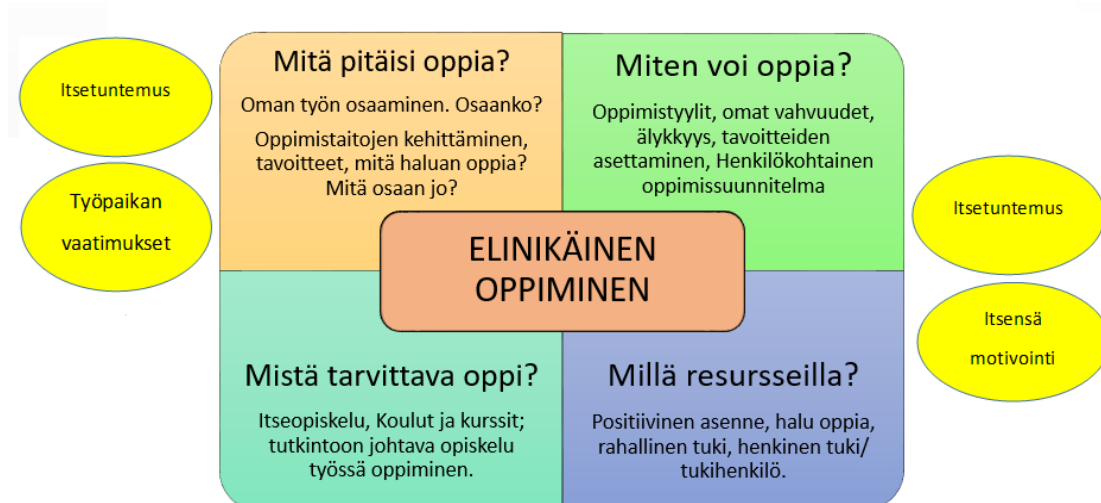 Itsetuntemus
Työpaikan
vaatimukset
Mitä pitäisi oppia?
Oman työn osaaminen. Osaanko?
Oppimistaitojen kehittäminen,
tavoitteet, mitä haluan oppia?
Mitä osaan jo?
Miten voi oppia?
Oppimistyylit, omat vahvuudet,
älykkyys, tavoitteiden
asettaminen, Henkilökohtainen
oppimissuunnitelma
ELINIKÄINEN
OPPIMINEN
Mistä tarvittava oppi?
Itseopiskelu, Koulut ja kurssit;
tutkintoon johtava opiskelu
työssä oppiminen.
Millä resursseilla?
Positiivinen asenne, halu oppia,
rahallinen tuki, henkinen tuki/
tukihenkilö.
Itsetuntemus
Itsensä
motivointi